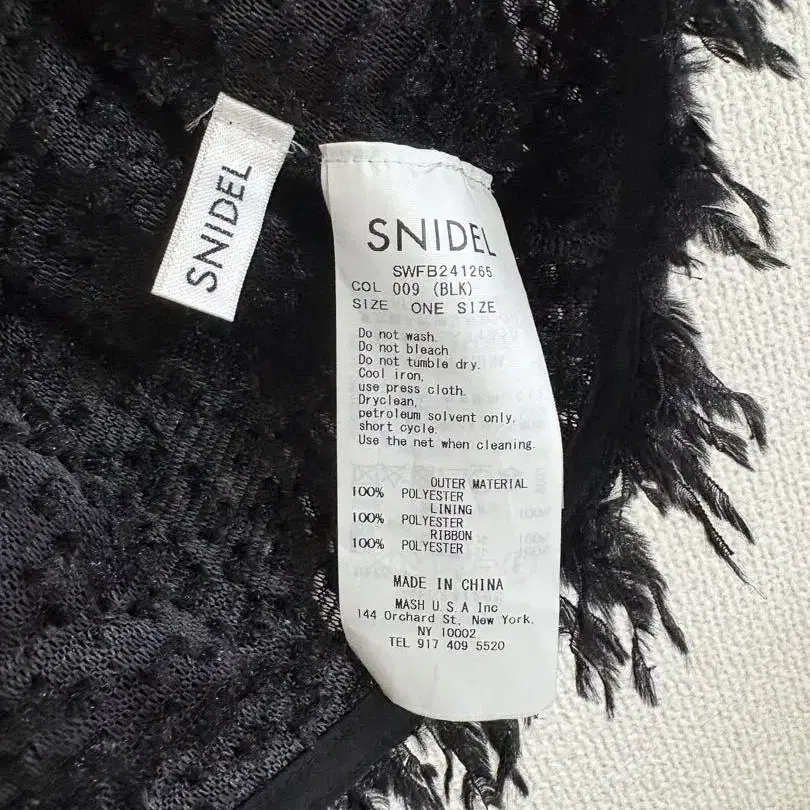 SNIDEL
SNIDEL
SWFB241265
COL 009 (BLK)
SIZE ONE SIZE
Do not wash.
Do not bleach
Do not tumble dry.
Cool iron,
use press cloth.
Dryclean,
petroleum solvent only,
short cycle.
Use the net when cleaning.
OUTER MATERIAL
100% POLYESTER
LINING
100% POLYESTER
RIBBON
100% POLYESTER
MADE IN CHINA
MASH U S A Inc
144 Orchard St. New York.
NY 10002
TEL 917 409 5520